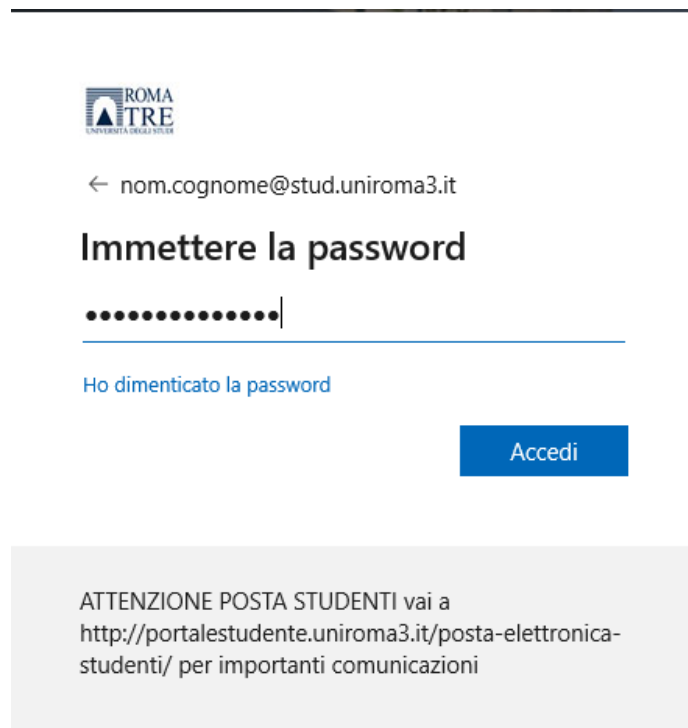 ROMA
TRE
UNIVERSITÀ DEGLI STUDI
← nom.cognome@stud.uniroma3.it
Immettere la password
••••••••••••••
Ho dimenticato la password
Accedi
ATTENZIONE POSTA STUDENTI vai a
http://portalestudente.uniroma3.it/posta-elettronica-
studenti/ per importanti comunicazioni